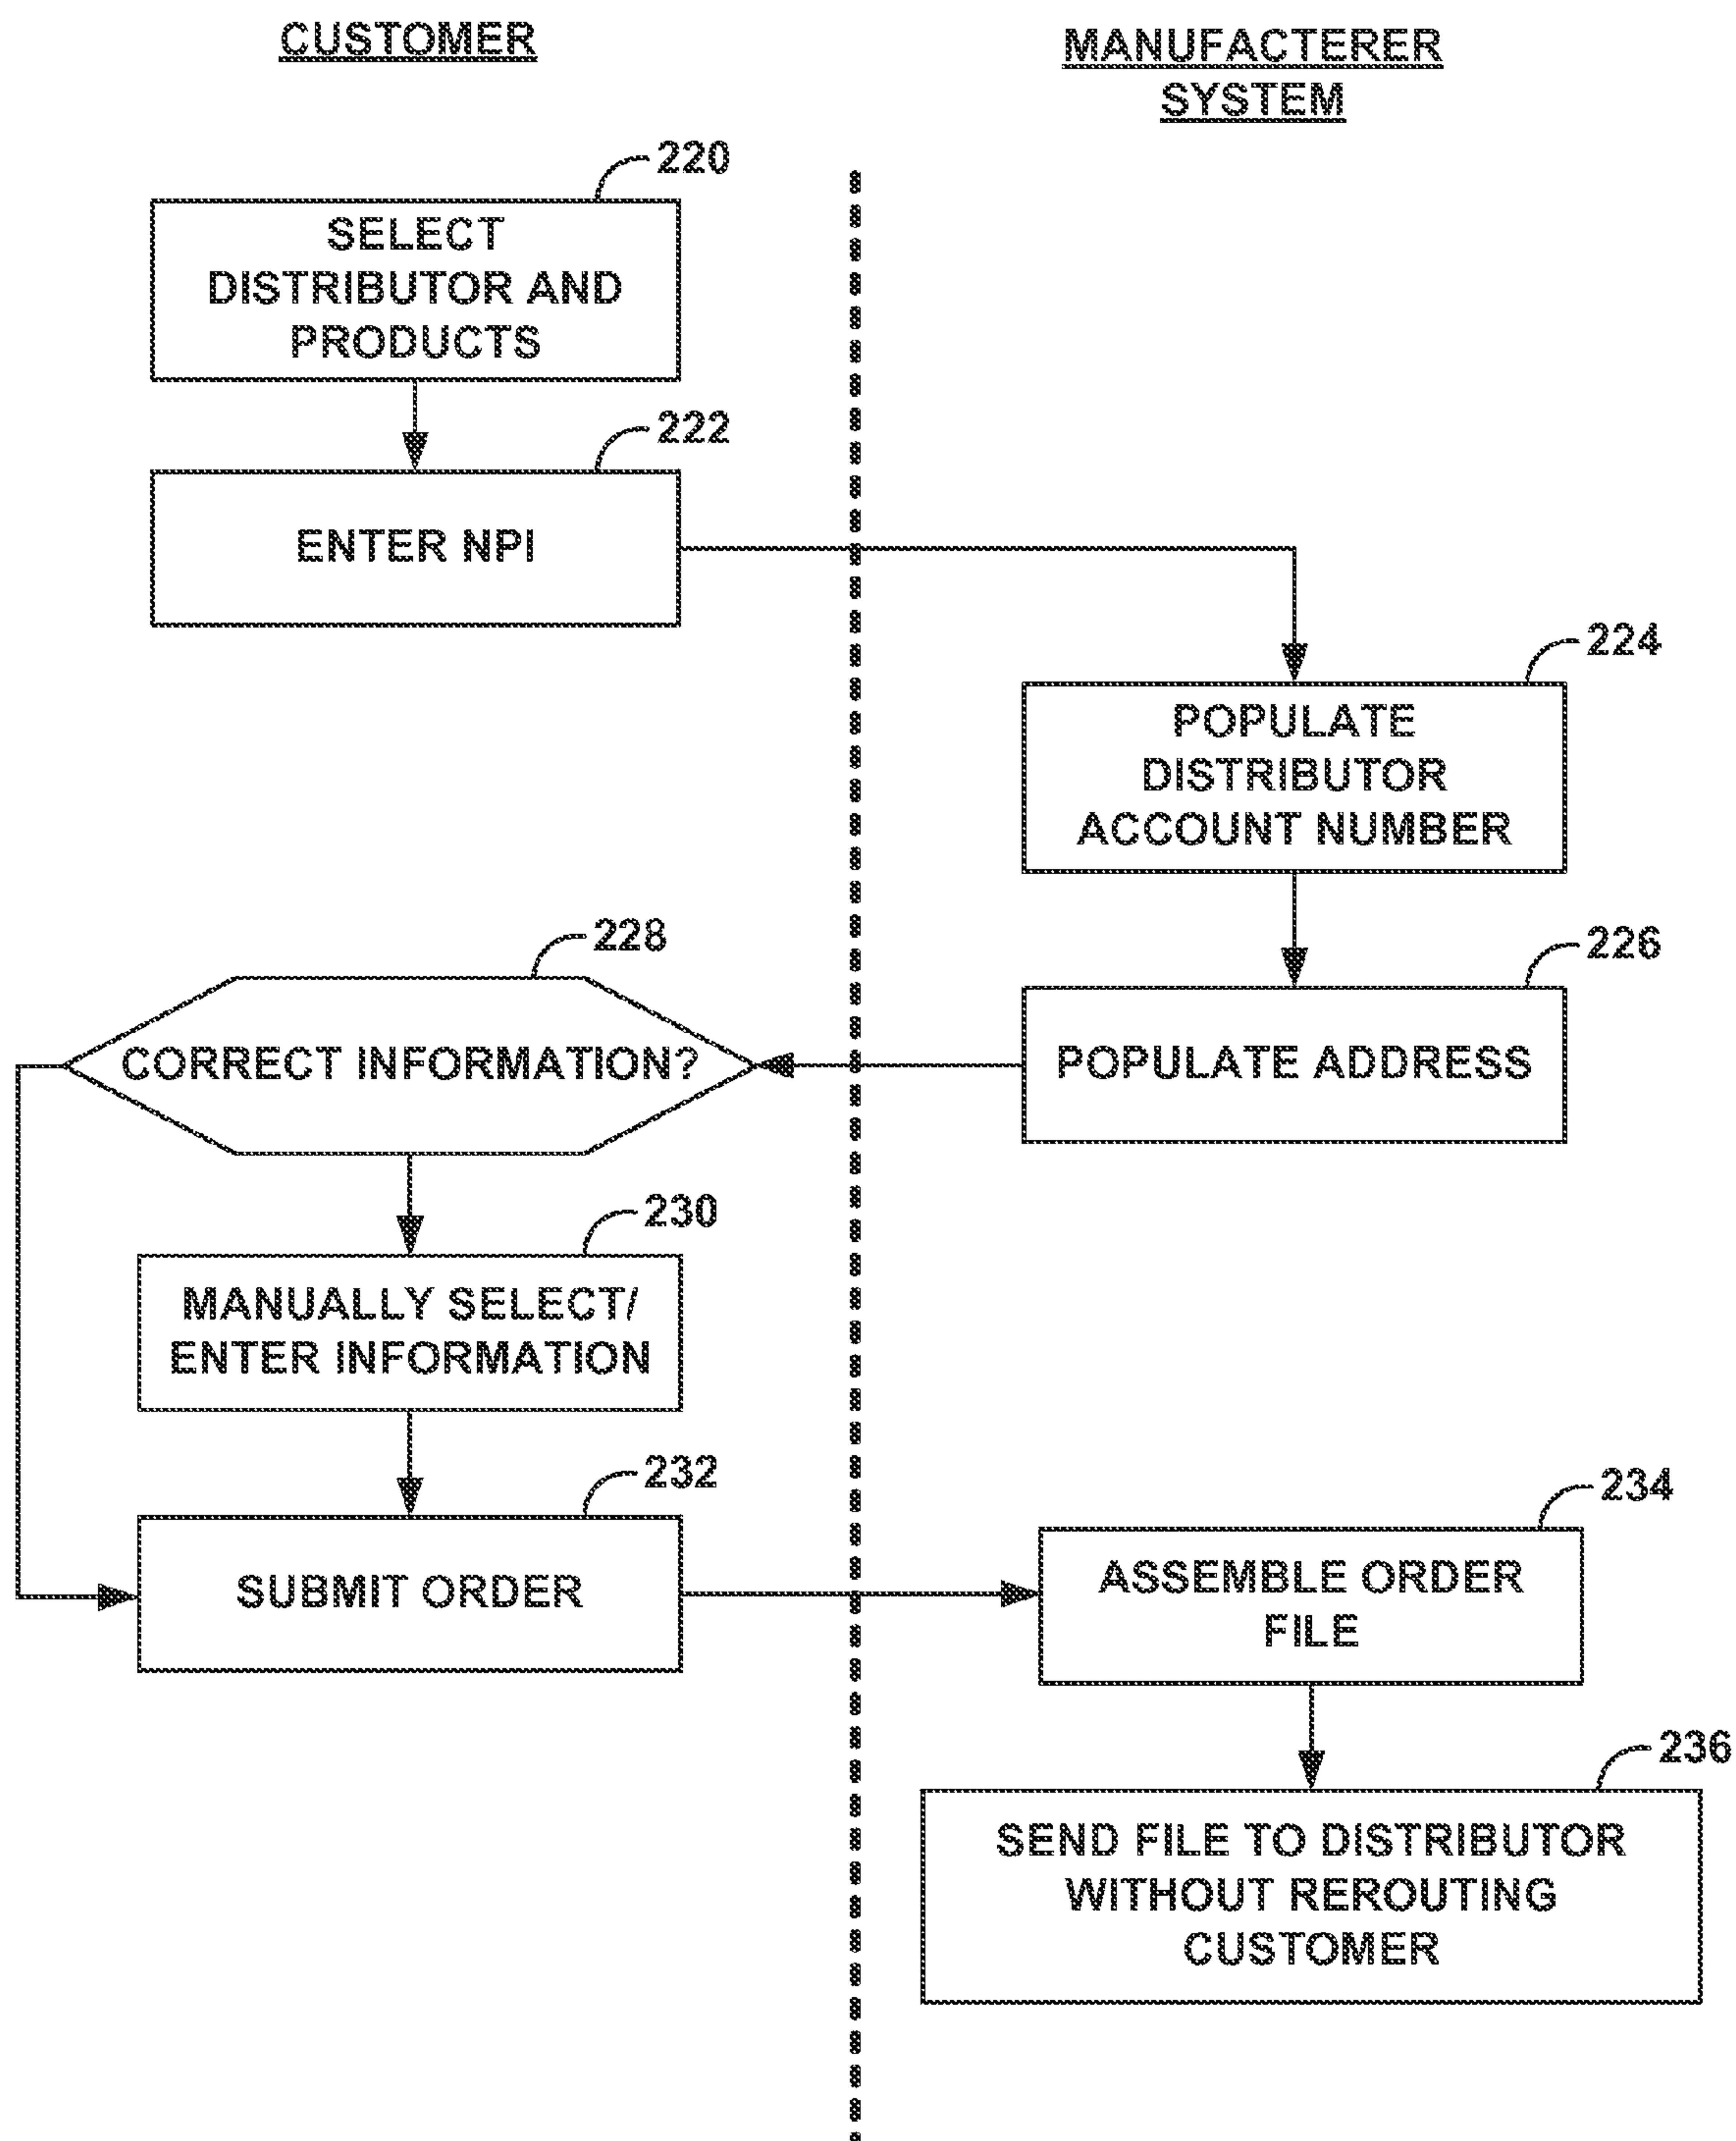 CUSTOMER
MANUFACTERER
SYSTEM
220
SELECT
DISTRIBUTOR AND
PRODUCTS
222
ENTER NPI
224
POPULATE
DISTRIBUTOR
ACCOUNT NUMBER
226
POPULATE ADDRESS
228
CORRECT INFORMATION?
230
MANUALLY SELECT/
ENTER INFORMATION
232
SUBMIT ORDER
234
ASSEMBLE ORDER
FILE
236
SEND FILE TO DISTRIBUTOR
WITHOUT REROUTING
CUSTOMER